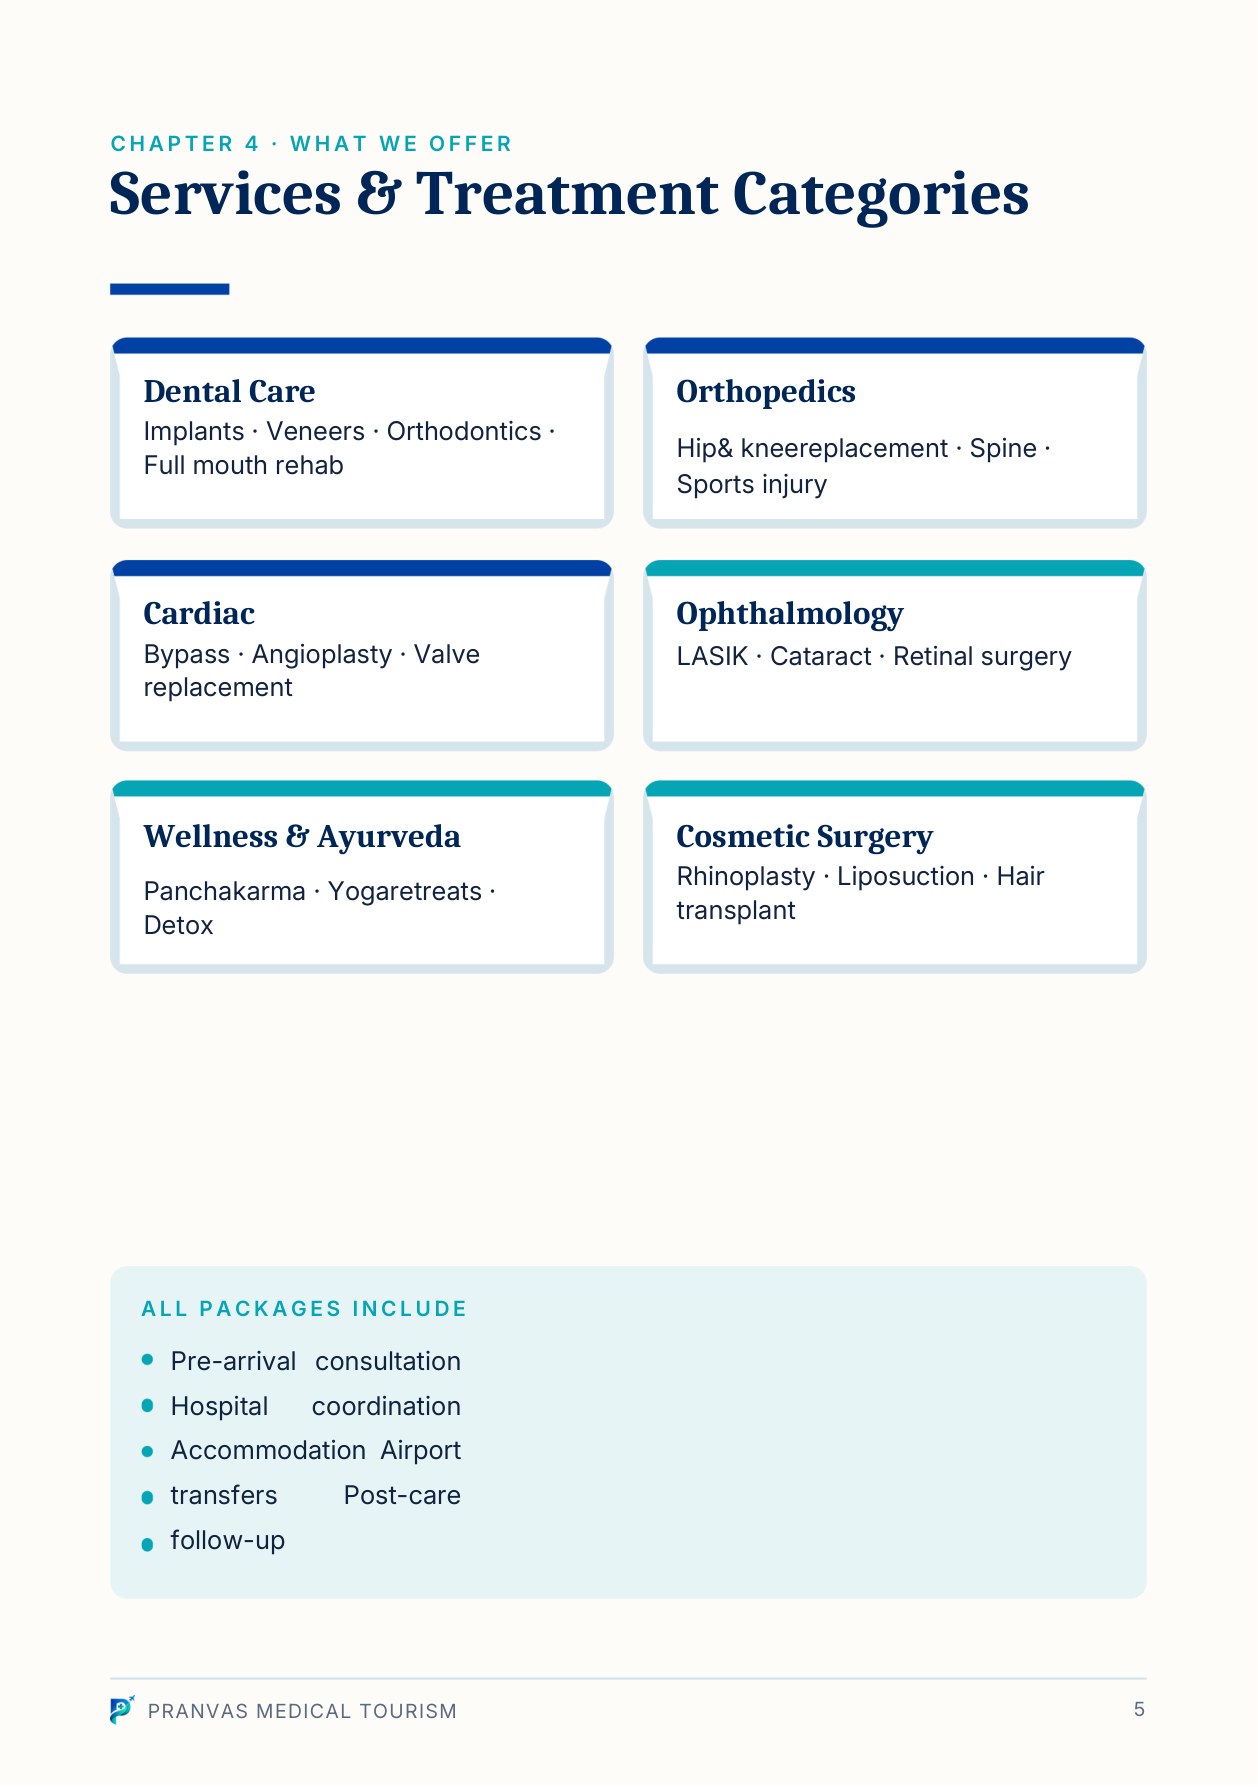 CHAPTER 4 · WHAT WE OFFER
Services & Treatment Categories
Dental Care
Implants · Veneers · Orthodontics ·
Full mouth rehab
Orthopedics
Hip& kneereplacement · Spine ·
Sports injury
Cardiac
Bypass · Angioplasty · Valve
replacement
Ophthalmology
LASIK · Cataract · Retinal surgery
Wellness & Ayurveda
Panchakarma · Yogaretreats ·
Detox
Cosmetic Surgery
Rhinoplasty · Liposuction · Hair
transplant
ALL PACKAGES INCLUDE
Pre-arrival consultation
Hospital coordination
Accommodation Airport
transfers Post-care
follow-up
PRANVAS MEDICAL TOURISM
5